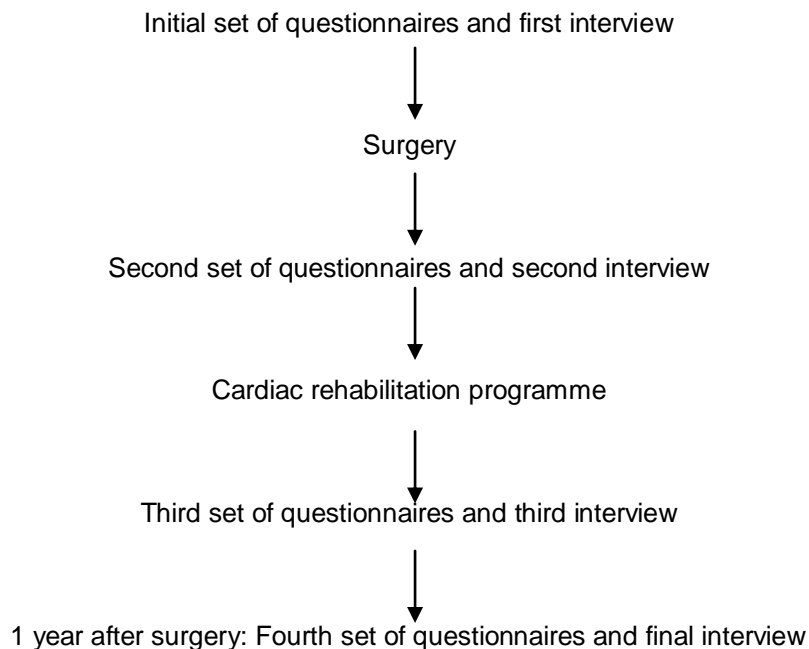 Initial set of questionnaires and first interview
Surgery
Second set of questionnaires and second interview
Cardiac rehabilitation programme
Third set of questionnaires and third interview
1 year after surgery: Fourth set of questionnaires and final interview